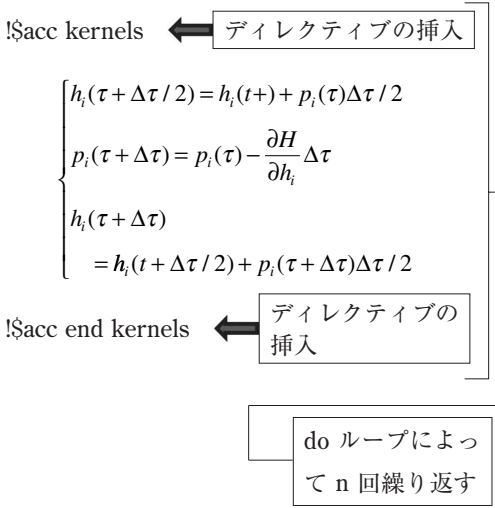 !$acc kernels ディレクティブの挿入
h_i(τ + Δτ / 2) = h_i(t+) + p_i(τ)Δτ / 2
p_i(τ + Δτ) = p_i(τ) − ∂H/∂h_i Δτ
h_i(τ + Δτ)
= h_i(t + Δτ / 2) + p_i(τ + Δτ)Δτ / 2
!$acc end kernels ディレクティブの
挿入
do ループによっ
て n 回繰り返す